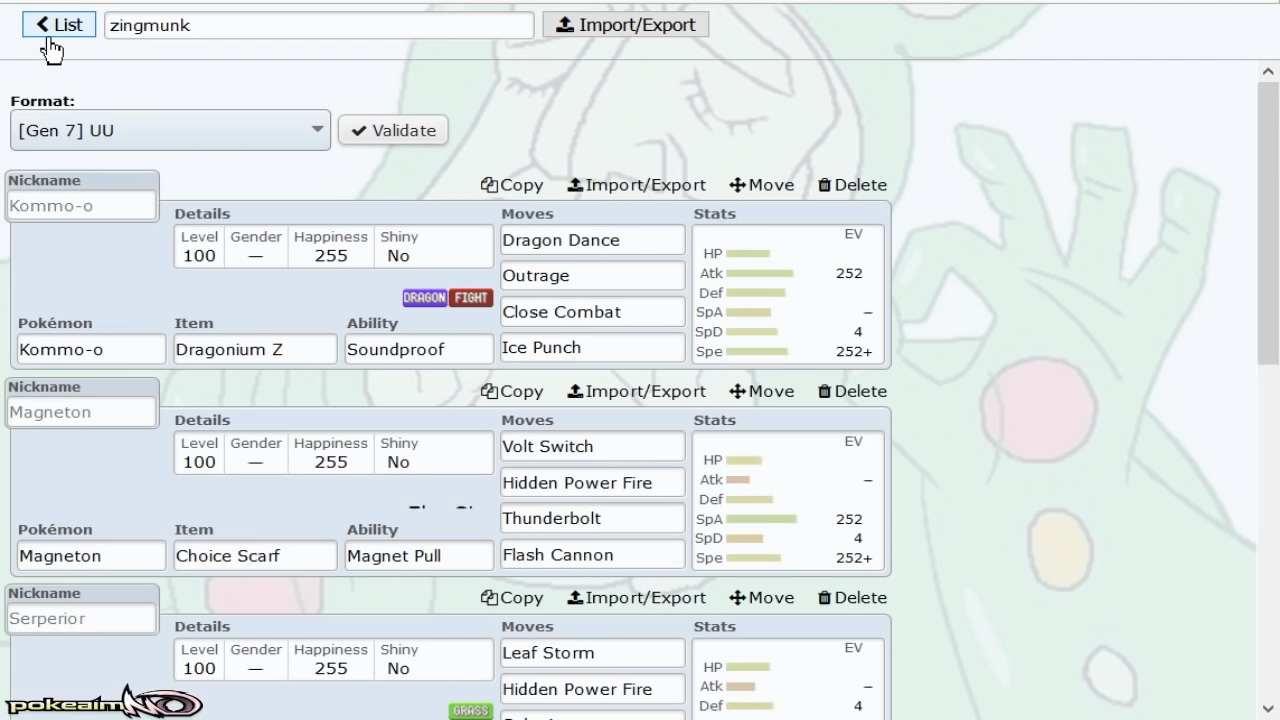 List
zingmunk
Import/Export
Format:
[Gen 7] UU
Validate
Nickname
Kommo-o
Copy Import/Export Move Delete
Details
Moves
Stats
Level Gender Happiness Shiny
100 — 255 No
DRAGON FIGHT
Pokémon Item Ability
Kommo-o Dragonium Z Soundproof
Dragon Dance
Outrage
Close Combat
Ice Punch
EV
HP
Atk 252
Def
SpA –
SpD 4
Spe 252+
Nickname
Magneton
Copy Import/Export Move Delete
Details
Moves
Stats
Level Gender Happiness Shiny
100 — 255 No
Pokémon Item Ability
Magneton Choice Scarf Magnet Pull
Volt Switch
Hidden Power Fire
Thunderbolt
Flash Cannon
EV
HP
Atk –
Def
SpA 252
SpD 4
Spe 252+
Nickname
Serperior
Copy Import/Export Move Delete
Details
Moves
Stats
Level Gender Happiness Shiny
100 — 255 No
GRASS
Leaf Storm
Hidden Power Fire
EV
HP
Atk –
Def 4
pokeaimMD